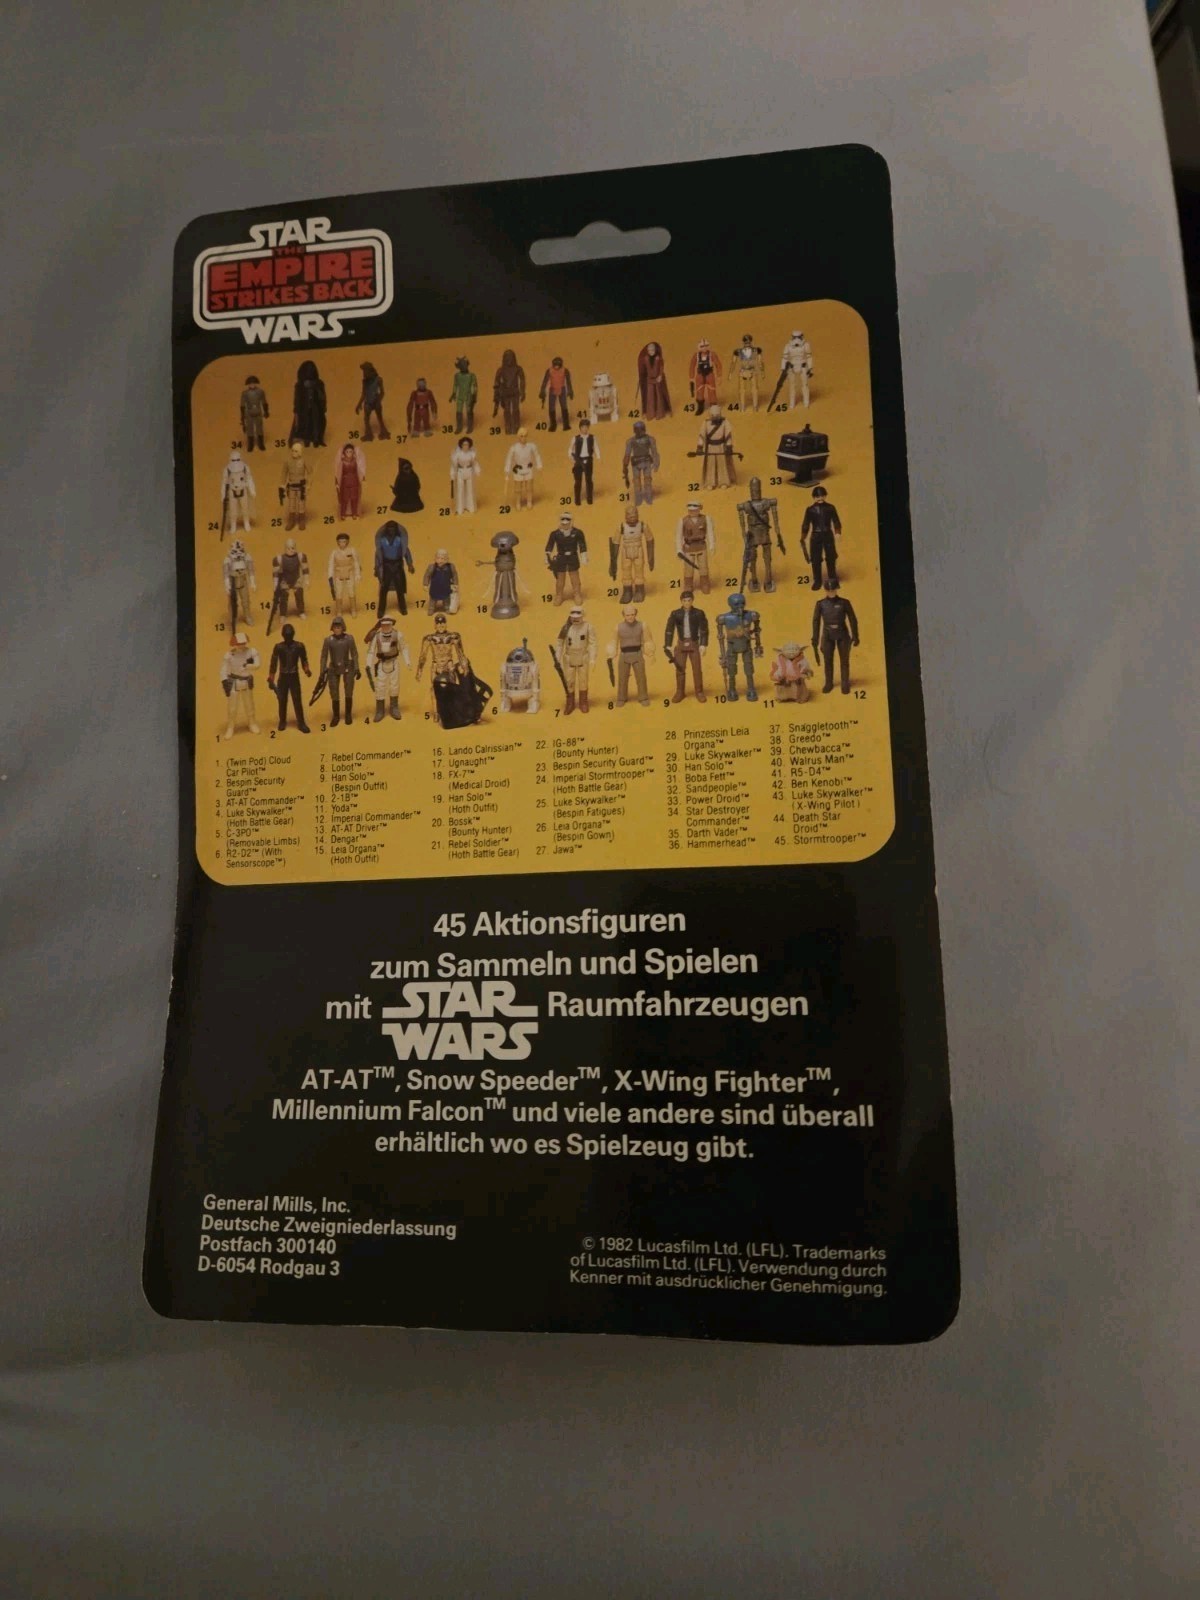 STAR
THE
EMPIRE
STRIKES BACK
WARS™
34 35 36 37 38 39 40 41 42 43 44 45
24 25 26 27 28 29 30 31 32 33
13 14 15 16 17 18 19 20 21 22 23
1 2 3 4 5 6 7 8 9 10 11 12
1. (Twin Pod) Cloud
Car Pilot™
2. Bespin Security
Guard™
3. AT-AT Commander™
4. Luke Skywalker™
(Hoth Battle Gear)
5. C-3PO™
(Removable Limbs)
6. R2-D2™ (With
Sensorscope™)
7. Rebel Commander™
8. Lobot™
9. Han Solo™
(Bespin Outfit)
10. 2-1B™
11. Yoda™
12. Imperial Commander™
13. AT-AT Driver™
14. Dengar™
15. Leia Organa™
(Hoth Outfit)
16. Lando Calrissian™
17. Ugnaught™
18. FX-7™
(Medical Droid)
19. Han Solo™
(Hoth Outfit)
20. Bossk™
(Bounty Hunter)
21. Rebel Soldier™
(Hoth Battle Gear)
22. IG-88™
(Bounty Hunter)
23. Bespin Security Guard™
24. Imperial Stormtrooper™
(Hoth Battle Gear)
25. Luke Skywalker™
(Bespin Fatigues)
26. Leia Organa™
(Bespin Gown)
27. Jawa™
28. Prinzessin Leia
Organa™
29. Luke Skywalker™
30. Han Solo™
31. Boba Fett™
32. Sandpeople™
33. Power Droid™
34. Star Destroyer
Commander™
35. Darth Vader™
36. Hammerhead™
37. Snaggletooth™
38. Greedo™
39. Chewbacca™
40. Walrus Man™
41. R5-D4™
42. Ben Kenobi™
43. Luke Skywalker™
(X-Wing Pilot)
44. Death Star
Droid™
45. Stormtrooper™
45 Aktionsfiguren
zum Sammeln und Spielen
mit STAR WARS Raumfahrzeugen
AT-AT™, Snow Speeder™, X-Wing Fighter™,
Millennium Falcon™ und viele andere sind überall
erhältlich wo es Spielzeug gibt.
General Mills, Inc.
Deutsche Zweigniederlassung
Postfach 300140
D-6054 Rodgau 3
© 1982 Lucasfilm Ltd. (LFL). Trademarks
of Lucasfilm Ltd. (LFL). Verwendung durch
Kenner mit ausdrücklicher Genehmigung.